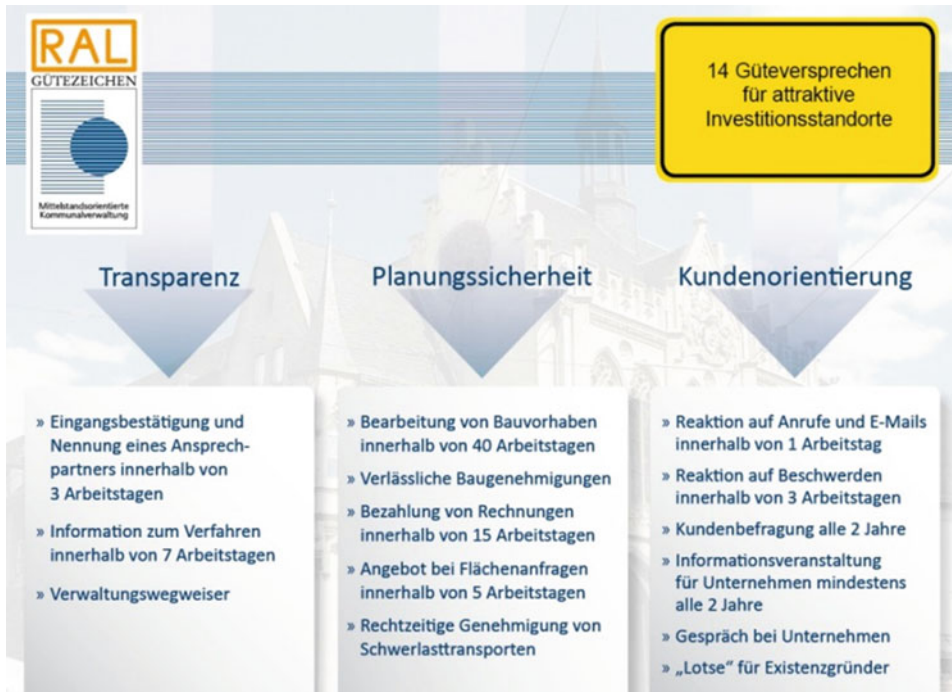 RAL
GÜTEZEICHEN
Mittelstandsorientierte
Kommunalverwaltung
14 Güteversprechen
für attraktive
Investitionsstandorte
Transparenz
» Eingangsbestätigung und
Nennung eines Ansprech-
partners innerhalb von
3 Arbeitstagen
» Information zum Verfahren
innerhalb von 7 Arbeitstagen
» Verwaltungswegweiser
Planungssicherheit
» Bearbeitung von Bauvorhaben
innerhalb von 40 Arbeitstagen
» Verlässliche Baugenehmigungen
» Bezahlung von Rechnungen
innerhalb von 15 Arbeitstagen
» Angebot bei Flächenanfragen
innerhalb von 5 Arbeitstagen
» Rechtzeitige Genehmigung von
Schwerlasttransporten
Kundenorientierung
» Reaktion auf Anrufe und E-Mails
innerhalb von 1 Arbeitstag
» Reaktion auf Beschwerden
innerhalb von 3 Arbeitstagen
» Kundenbefragung alle 2 Jahre
» Informationsveranstaltung
für Unternehmen mindestens
alle 2 Jahre
» Gespräch bei Unternehmen
» „Lotse“ für Existenzgründer